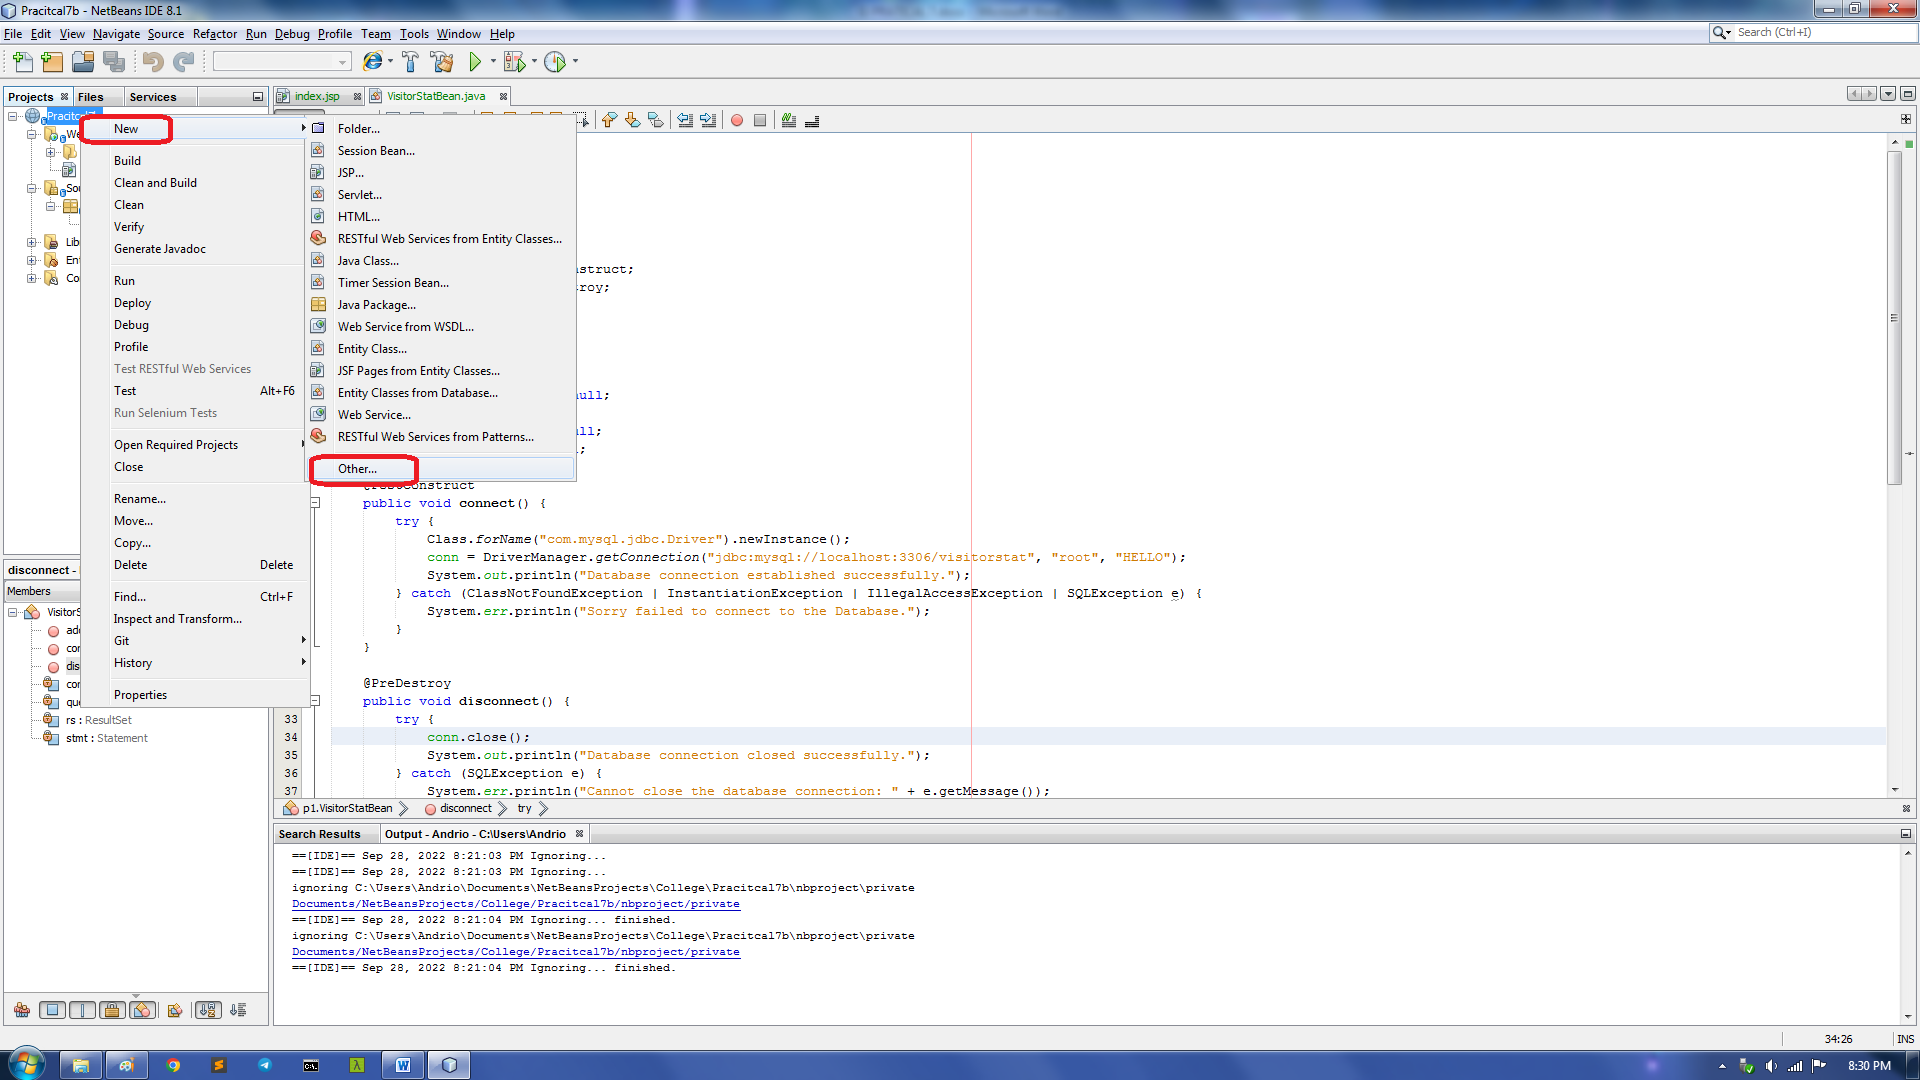 Pracitcal7b - NetBeans IDE 8.1
File Edit View Navigate Source Refactor Run Debug Profile Team Tools Window Help
Search (Ctrl+I)
Projects Files Services
index.jsp VisitorStatBean.java
New
Build
Clean and Build
Clean
Verify
Generate Javadoc
Run
Deploy
Debug
Profile
Test RESTful Web Services
Test Alt+F6
Run Selenium Tests
Open Required Projects
Close
Rename...
Move...
Copy...
Delete Delete
Find... Ctrl+F
Inspect and Transform...
Git
History
Properties
Folder...
Session Bean...
JSP...
Servlet...
HTML...
RESTful Web Services from Entity Classes...
Java Class...
Timer Session Bean...
Java Package...
Web Service from WSDL...
Entity Class...
JSF Pages from Entity Classes...
Entity Classes from Database...
Web Service...
RESTful Web Services from Patterns...
Other...
struct;
roy;
ull;
ll;
;
public void connect() {
try {
Class.forName("com.mysql.jdbc.Driver").newInstance();
conn = DriverManager.getConnection("jdbc:mysql://localhost:3306/visitorstat", "root", "HELLO");
System.out.println("Database connection established successfully.");
} catch (ClassNotFoundException | InstantiationException | IllegalAccessException | SQLException e) {
System.err.println("Sorry failed to connect to the Database.");
}
}
@PreDestroy
public void disconnect() {
33 try {
34 conn.close();
35 System.out.println("Database connection closed successfully.");
36 } catch (SQLException e) {
37 System.err.println("Cannot close the database connection: " + e.getMessage());
p1.VisitorStatBean disconnect try
disconnect -
Members
VisitorS
con
dis
con
que
rs : ResultSet
stmt : Statement
Search Results Output - Andrio - C:\Users\Andrio
==[IDE]== Sep 28, 2022 8:21:03 PM Ignoring...
==[IDE]== Sep 28, 2022 8:21:03 PM Ignoring...
ignoring C:\Users\Andrio\Documents\NetBeansProjects\College\Pracitcal7b\nbproject\private
Documents/NetBeansProjects/College/Pracitcal7b/nbproject/private
==[IDE]== Sep 28, 2022 8:21:04 PM Ignoring... finished.
ignoring C:\Users\Andrio\Documents\NetBeansProjects\College\Pracitcal7b\nbproject\private
Documents/NetBeansProjects/College/Pracitcal7b/nbproject/private
==[IDE]== Sep 28, 2022 8:21:04 PM Ignoring... finished.
34:26 INS
8:30 PM